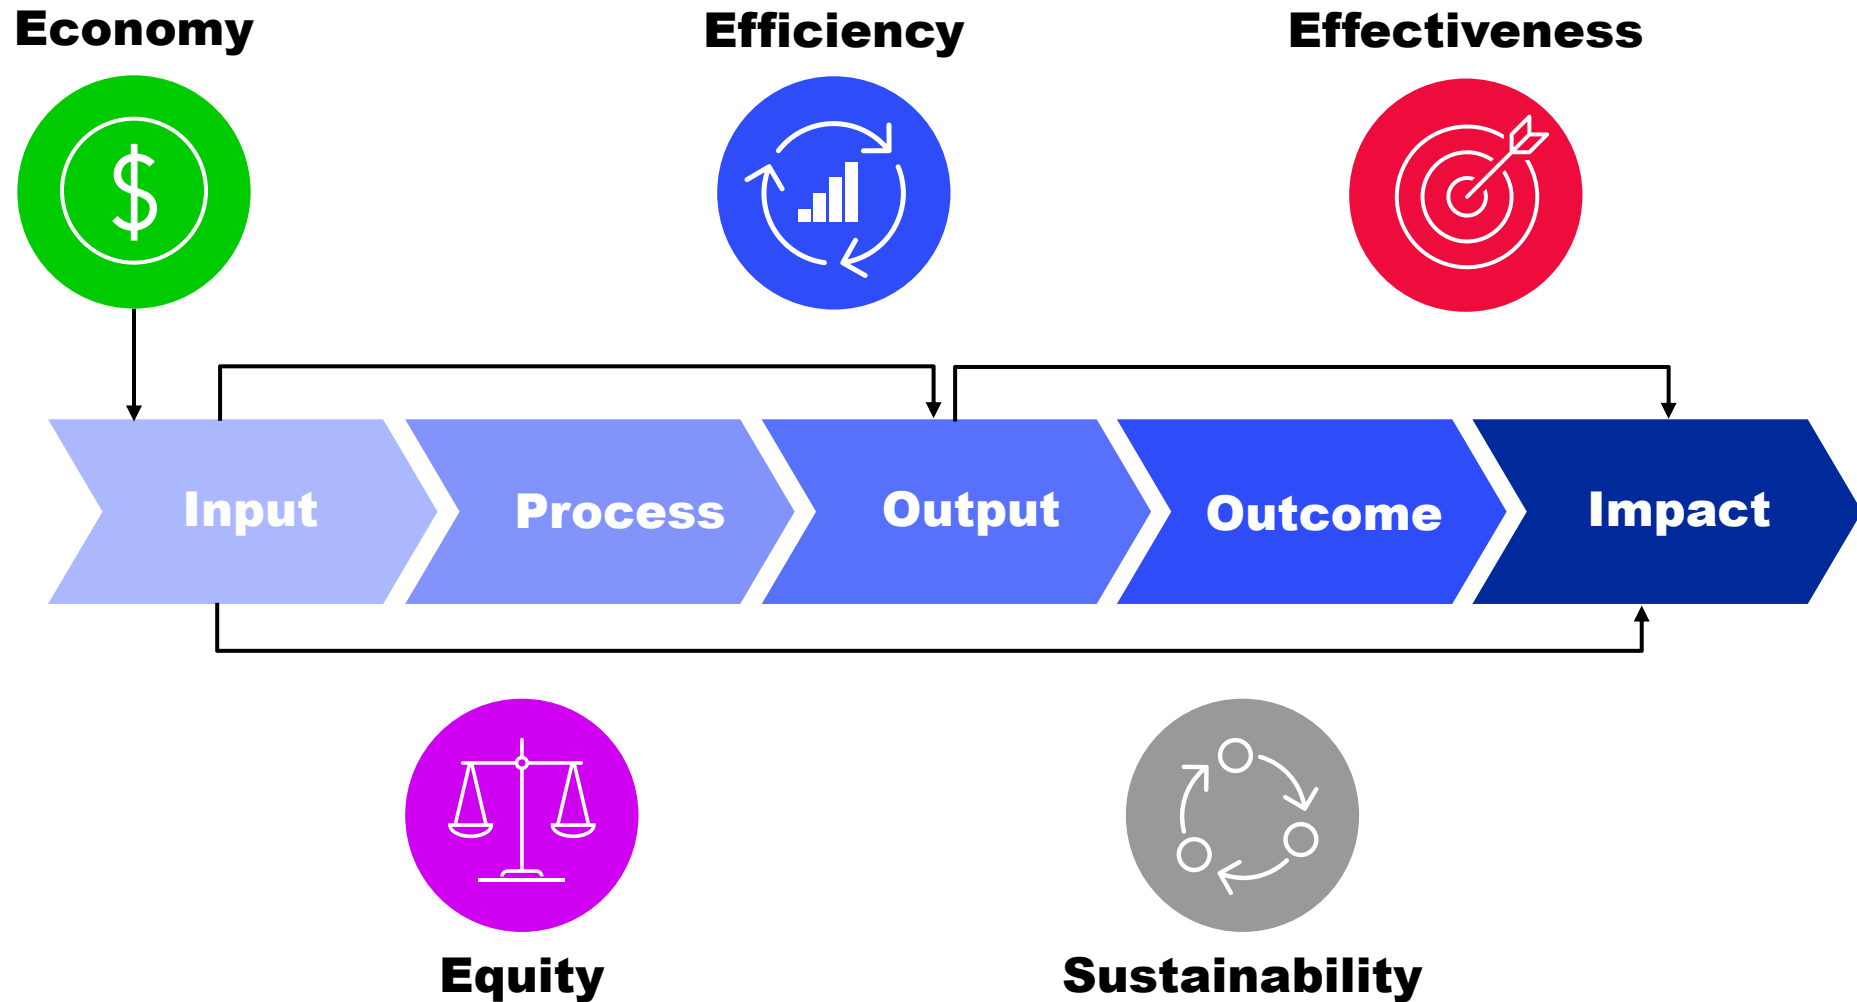 Economy
Efficiency
Effectiveness
$
Input
Process
Output
Outcome
Impact
Equity
Sustainability